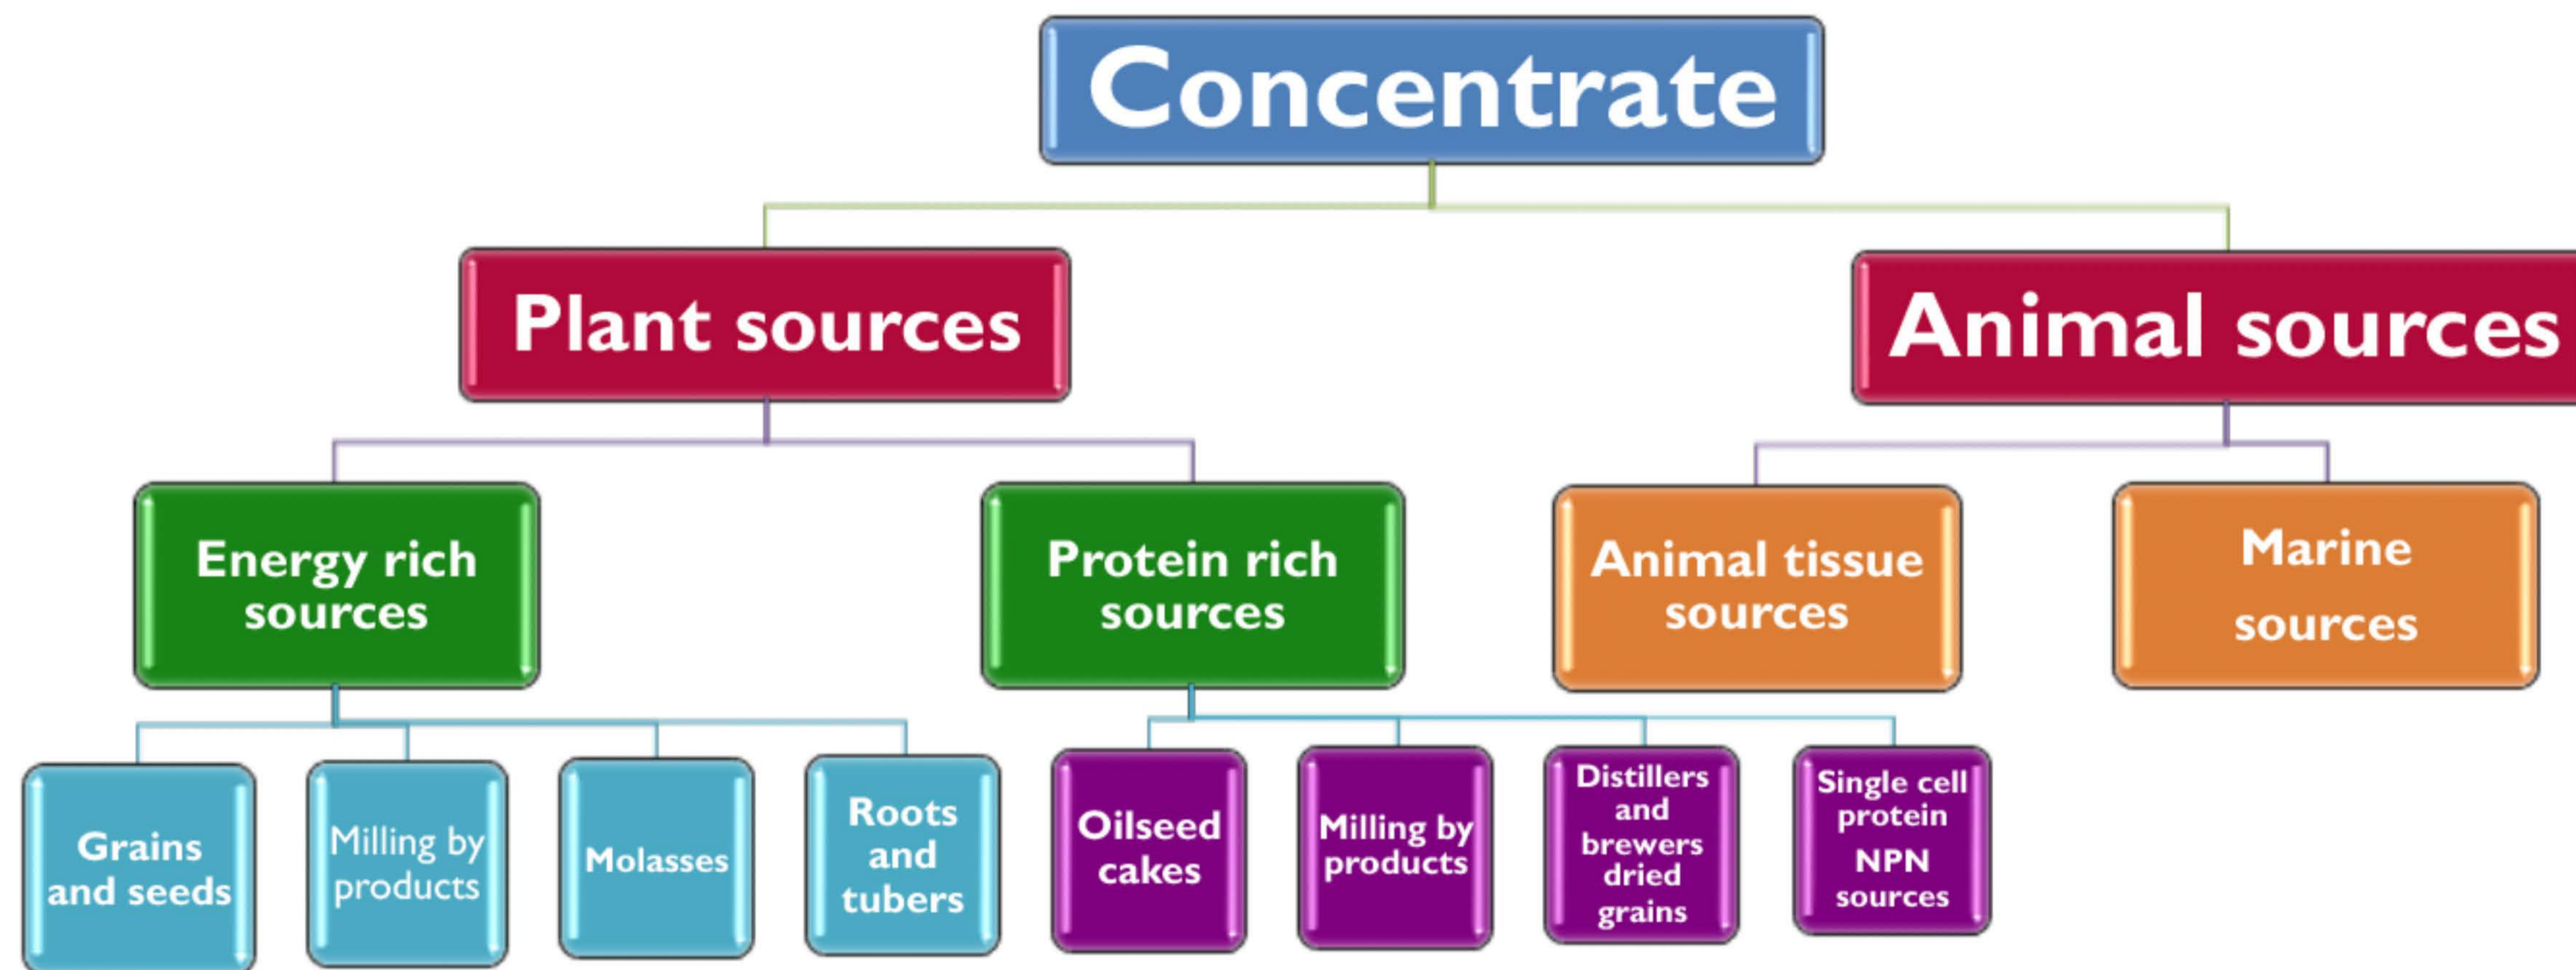 Concentrate
Plant sources
Animal sources
Energy rich
sources
Protein rich
sources
Animal tissue
sources
Marine
sources
Grains
and seeds
Milling by
products
Molasses
Roots
and
tubers
Oilseed
cakes
Milling by
products
Distillers
and
brewers
dried
grains
Single cell
protein
NPN
sources